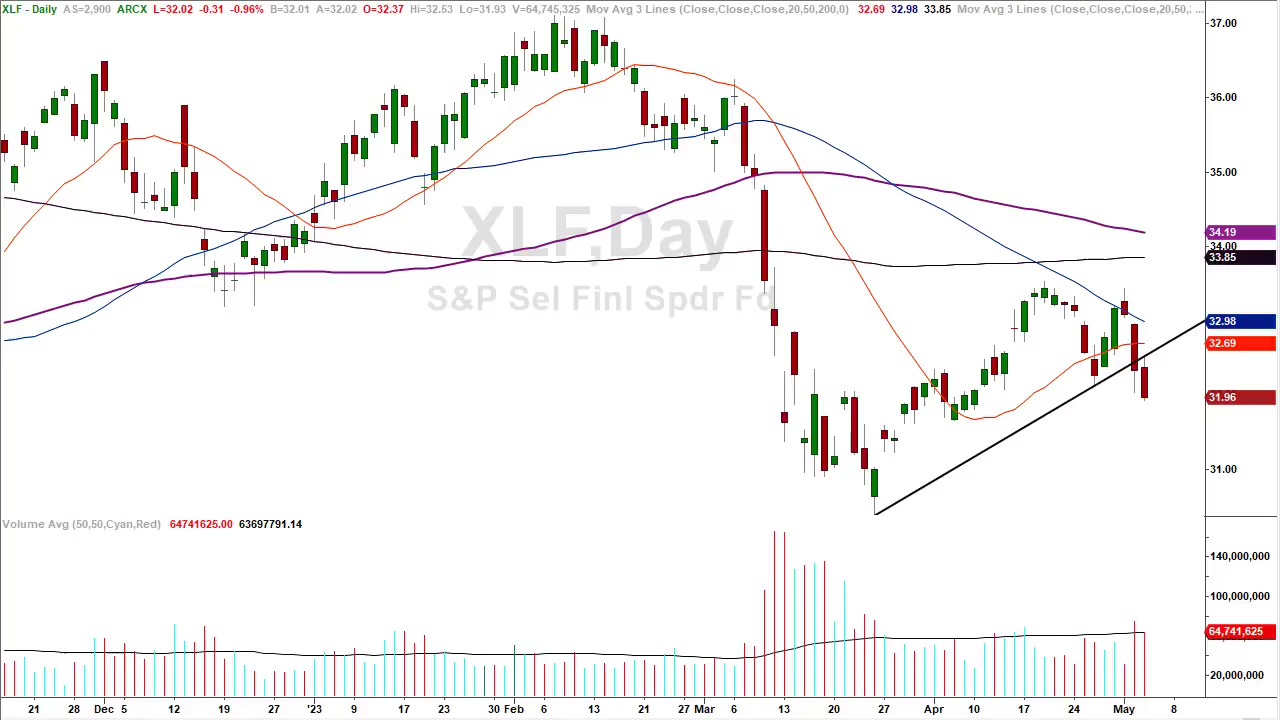 XLF - Daily AS=2,900 ARCX L=32.02 -0.31 -0.96% B=32.01 A=32.02 O=32.37 Hi=32.53 Lo=31.93 V=64,745,325 Mov Avg 3 Lines (Close,Close,Close,20,50,200,0) 32.69 32.98 33.85 Mov Avg 3 Lines (Close,Close,Close,20,50,2 ...
37.00
36.00
35.00
XLF,Day
34.19
34.00
33.85
S&P Sel Finl Spdr Fd
32.98
32.69
31.96
31.00
Volume Avg (50,50,Cyan,Red) 64741625.00 63697791.14
140,000,000
100,000,000
64,741,625
20,000,000
21 28 Dec 5 12 19 27 '23 9 17 23 30 Feb 6 13 21 27 Mar 6 13 20 27 Apr 10 17 24 May 8